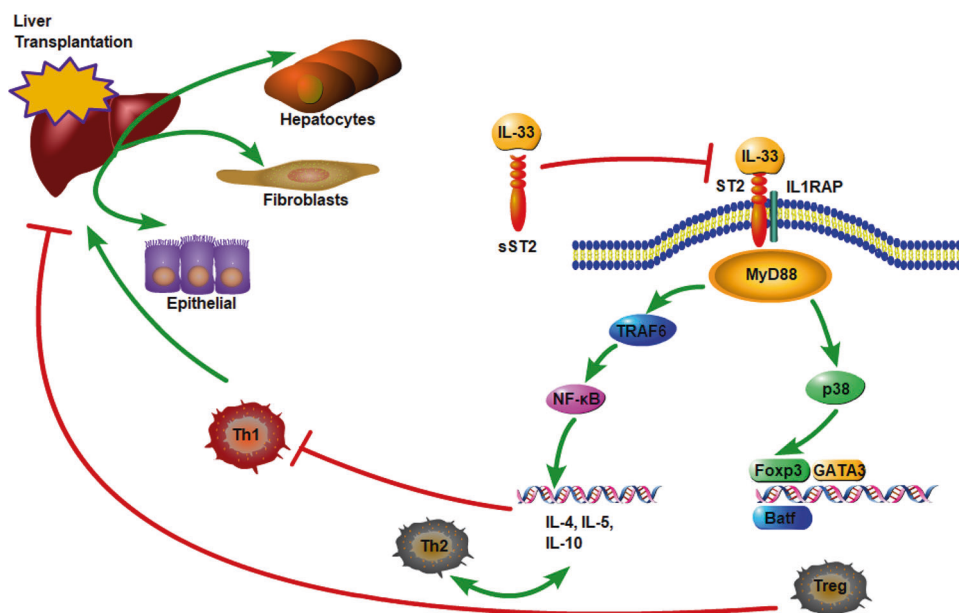 Liver
Transplantation
Hepatocytes
Fibroblasts
Epithelial
IL-33
sST2
IL-33
ST2
IL1RAP
MyD88
TRAF6
NF-κB
p38
Foxp3
GATA3
Batf
IL-4, IL-5,
IL-10
Th1
Th2
Treg